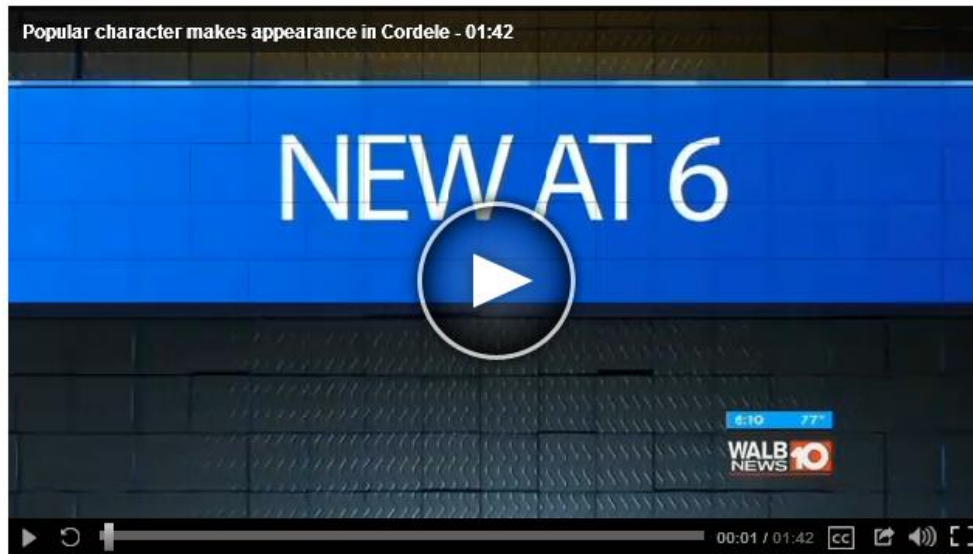 Popular character makes appearance in Cordele - 01:42
NEW AT 6
6:10 77°
WALB 10
NEWS
00:01 / 01:42 CC